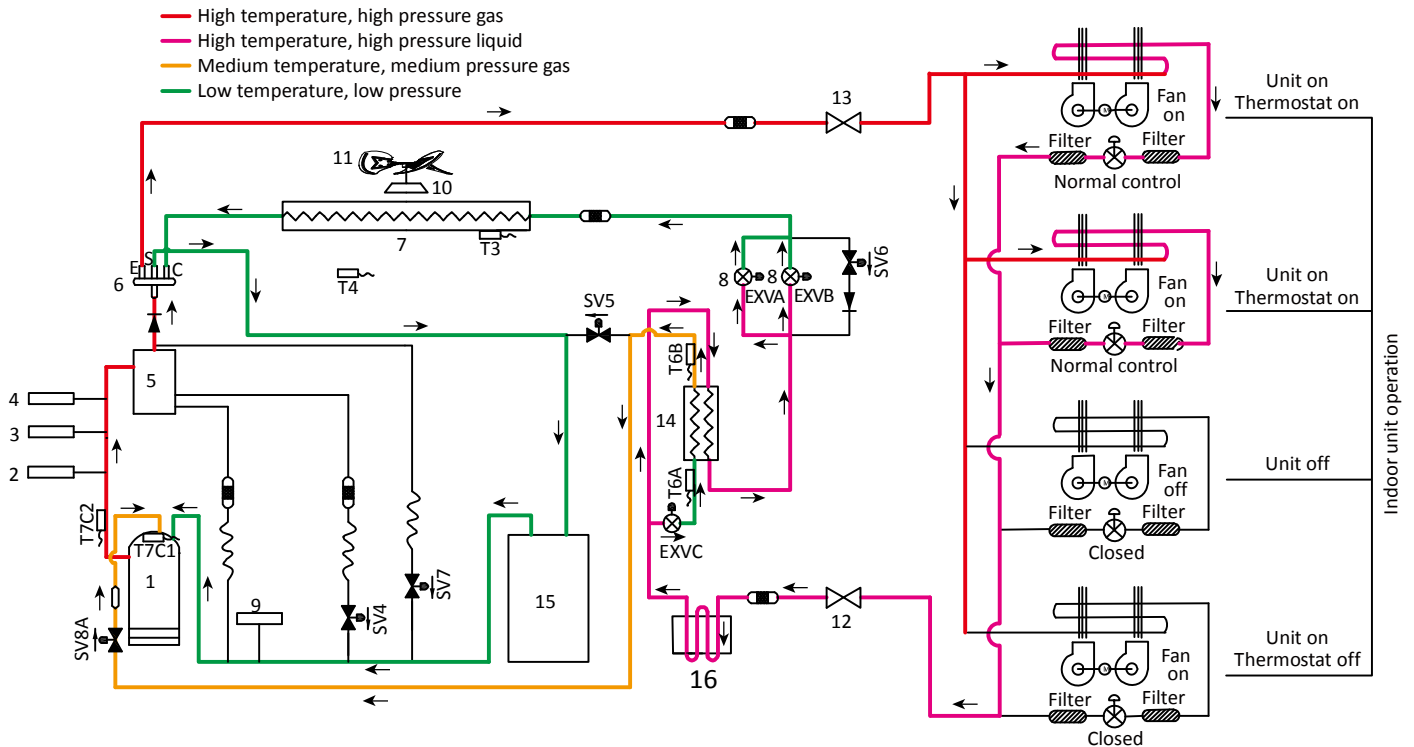 High temperature, high pressure gas
High temperature, high pressure liquid
Medium temperature, medium pressure gas
Low temperature, low pressure
13
11
10
7
T3
T4
E
S
C
6
8
8
EXVA
EXVB
SV6
SV5
T6B
14
T6A
EXVC
5
4
3
2
T7C2
T7C1
1
SV8A
9
SV4
SV7
15
16
12
M
Fan
on
Filter
Filter
Normal control
Unit on
Thermostat on
M
Fan
on
Filter
Filter
Normal control
Unit on
Thermostat on
M
Fan
off
Filter
Filter
Closed
Unit off
M
Fan
on
Filter
Filter
Closed
Unit on
Thermostat off
Indoor unit operation